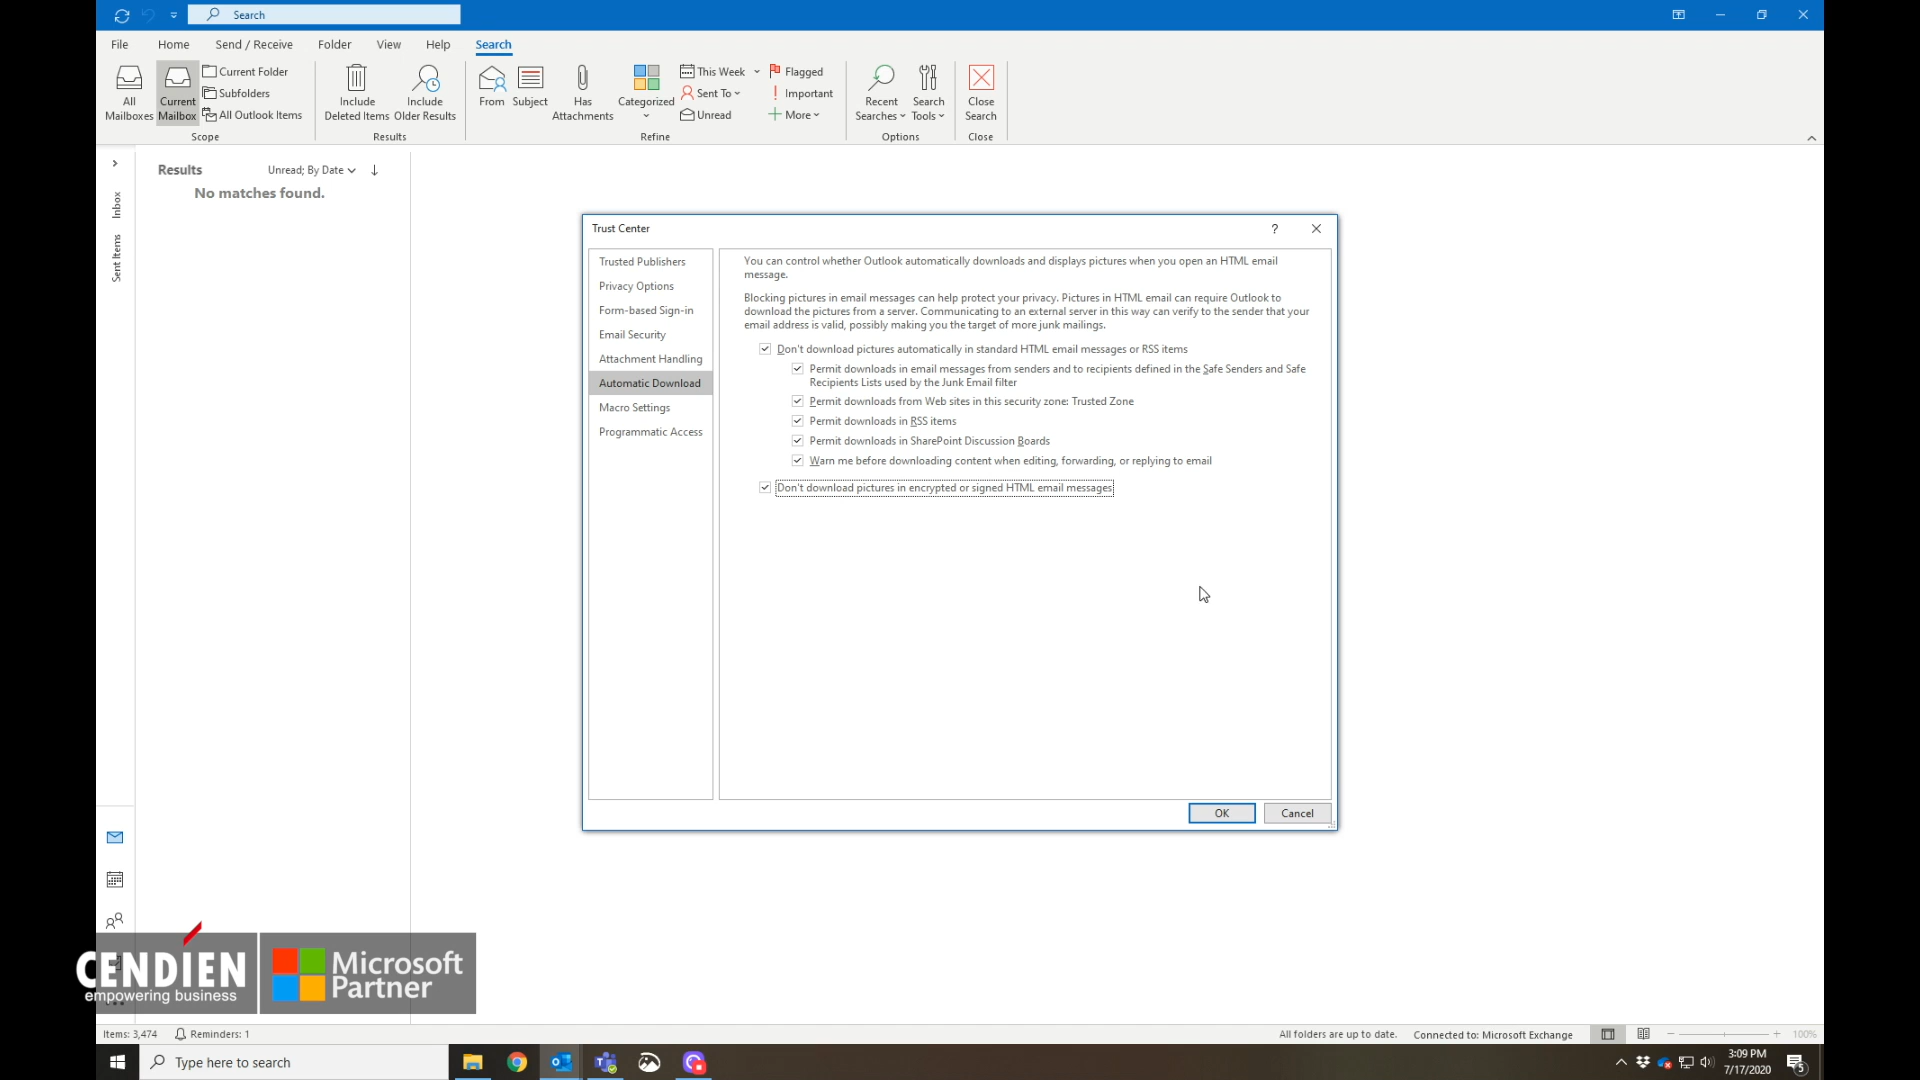 Search
File Home Send / Receive Folder View Help Search
All Mailboxes
Current Mailbox
Current Folder
Subfolders
All Outlook Items
Scope
Include Deleted Items
Include Older Results
Results
From
Subject
Has Attachments
Categorized
This Week
Sent To
Unread
Flagged
Important
More
Refine
Recent Searches
Search Tools
Options
Close Search
Close
Inbox
Sent Items
Results Unread; By Date
No matches found.
Trust Center ?
Trusted Publishers
Privacy Options
Form-based Sign-in
Email Security
Attachment Handling
Automatic Download
Macro Settings
Programmatic Access
You can control whether Outlook automatically downloads and displays pictures when you open an HTML email
message.
Blocking pictures in email messages can help protect your privacy. Pictures in HTML email can require Outlook to
download the pictures from a server. Communicating to an external server in this way can verify to the sender that your
email address is valid, possibly making you the target of more junk mailings.
Don't download pictures automatically in standard HTML email messages or RSS items
Permit downloads in email messages from senders and to recipients defined in the Safe Senders and Safe
Recipients Lists used by the Junk Email filter
Permit downloads from Web sites in this security zone: Trusted Zone
Permit downloads in RSS items
Permit downloads in SharePoint Discussion Boards
Warn me before downloading content when editing, forwarding, or replying to email
Don't download pictures in encrypted or signed HTML email messages
OK Cancel
CENDIEN
empowering business
Microsoft
Partner
Items: 3,474 Reminders: 1
All folders are up to date. Connected to: Microsoft Exchange 100%
Type here to search
3:09 PM
7/17/2020
5